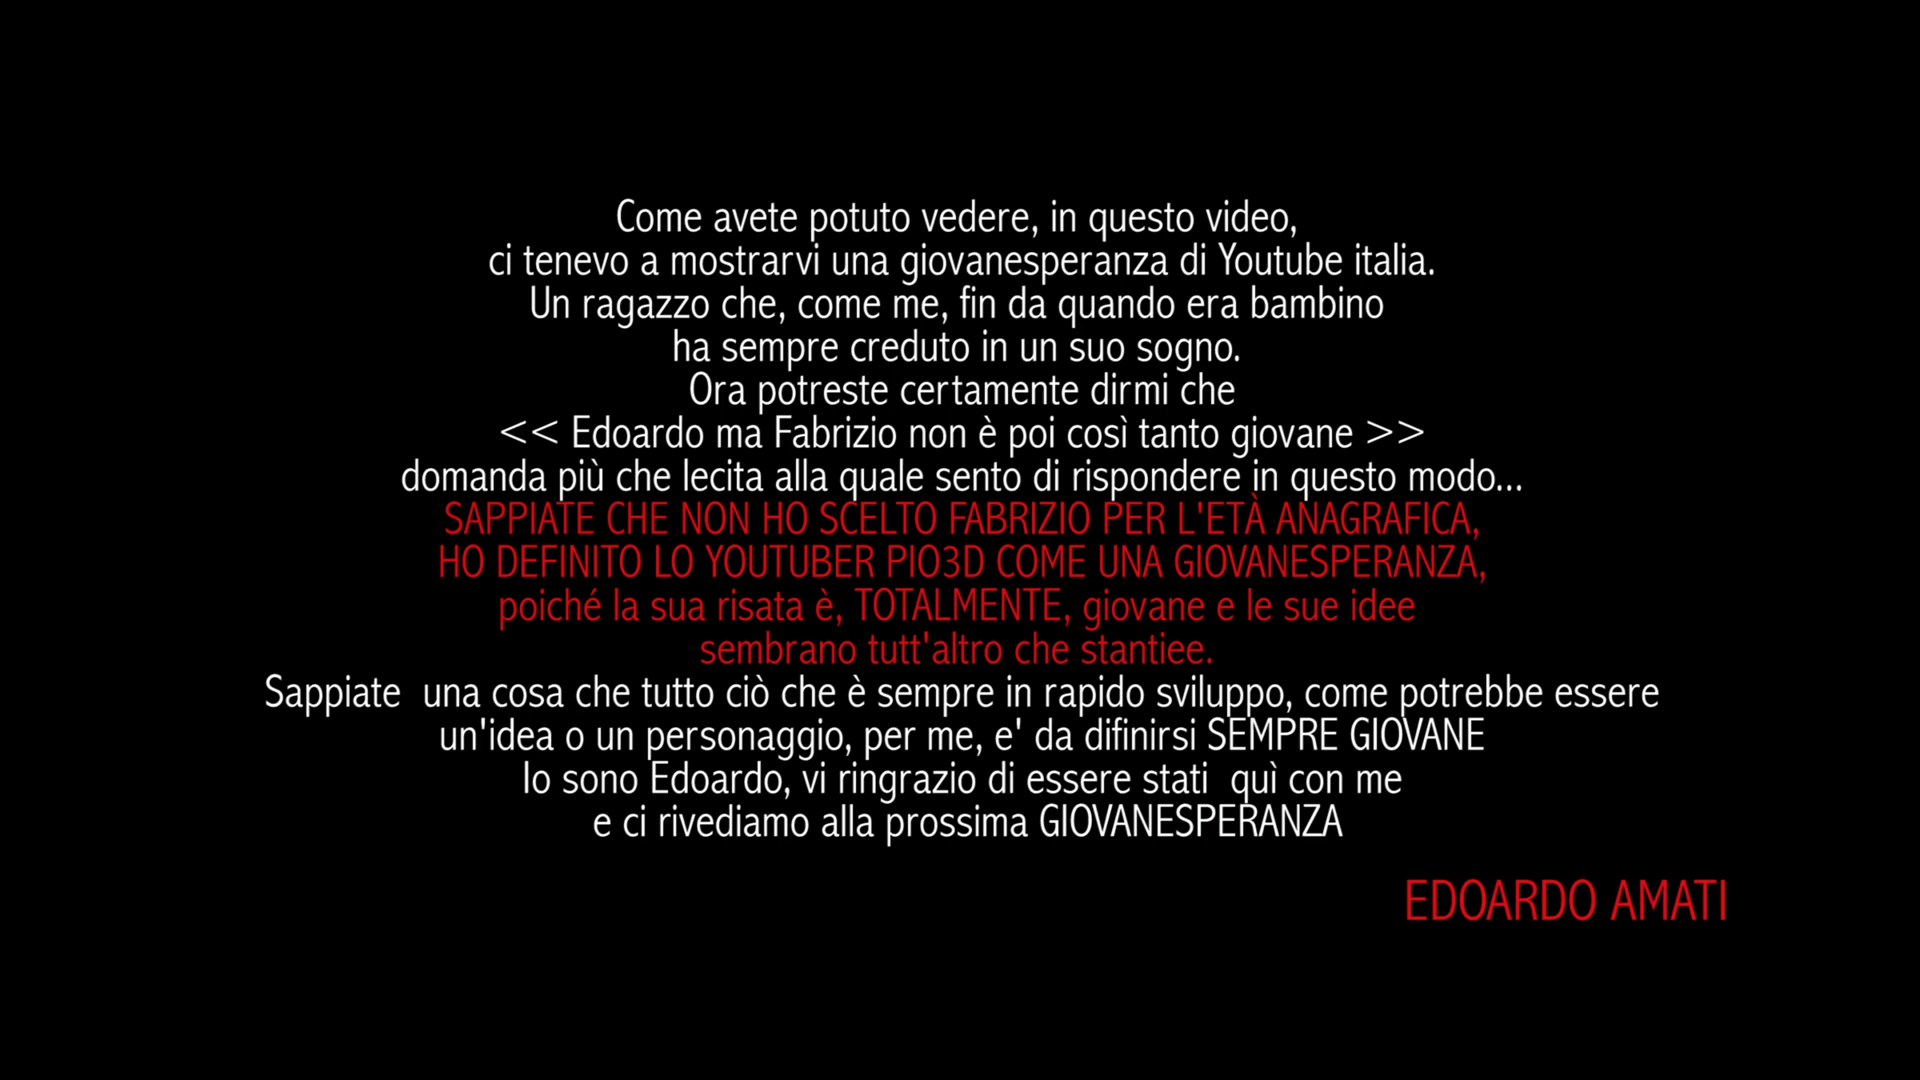 Come avete potuto vedere, in questo video,
ci tenevo a mostrarvi una giovanesperanza di Youtube italia.
Un ragazzo che, come me, fin da quando era bambino
ha sempre creduto in un suo sogno.
Ora potreste certamente dirmi che
<< Edoardo ma Fabrizio non è poi così tanto giovane >>
domanda più che lecita alla quale sento di rispondere in questo modo...
SAPPIATE CHE NON HO SCELTO FABRIZIO PER L'ETÀ ANAGRAFICA,
HO DEFINITO LO YOUTUBER PIO3D COME UNA GIOVANESPERANZA,
poiché la sua risata è, TOTALMENTE, giovane e le sue idee
sembrano tutt'altro che stantiee.
Sappiate  una cosa che tutto ciò che è sempre in rapido sviluppo, come potrebbe essere
un'idea o un personaggio, per me, e' da difinirsi SEMPRE GIOVANE
Io sono Edoardo, vi ringrazio di essere stati  quì con me
e ci rivediamo alla prossima GIOVANESPERANZA
EDOARDO AMATI